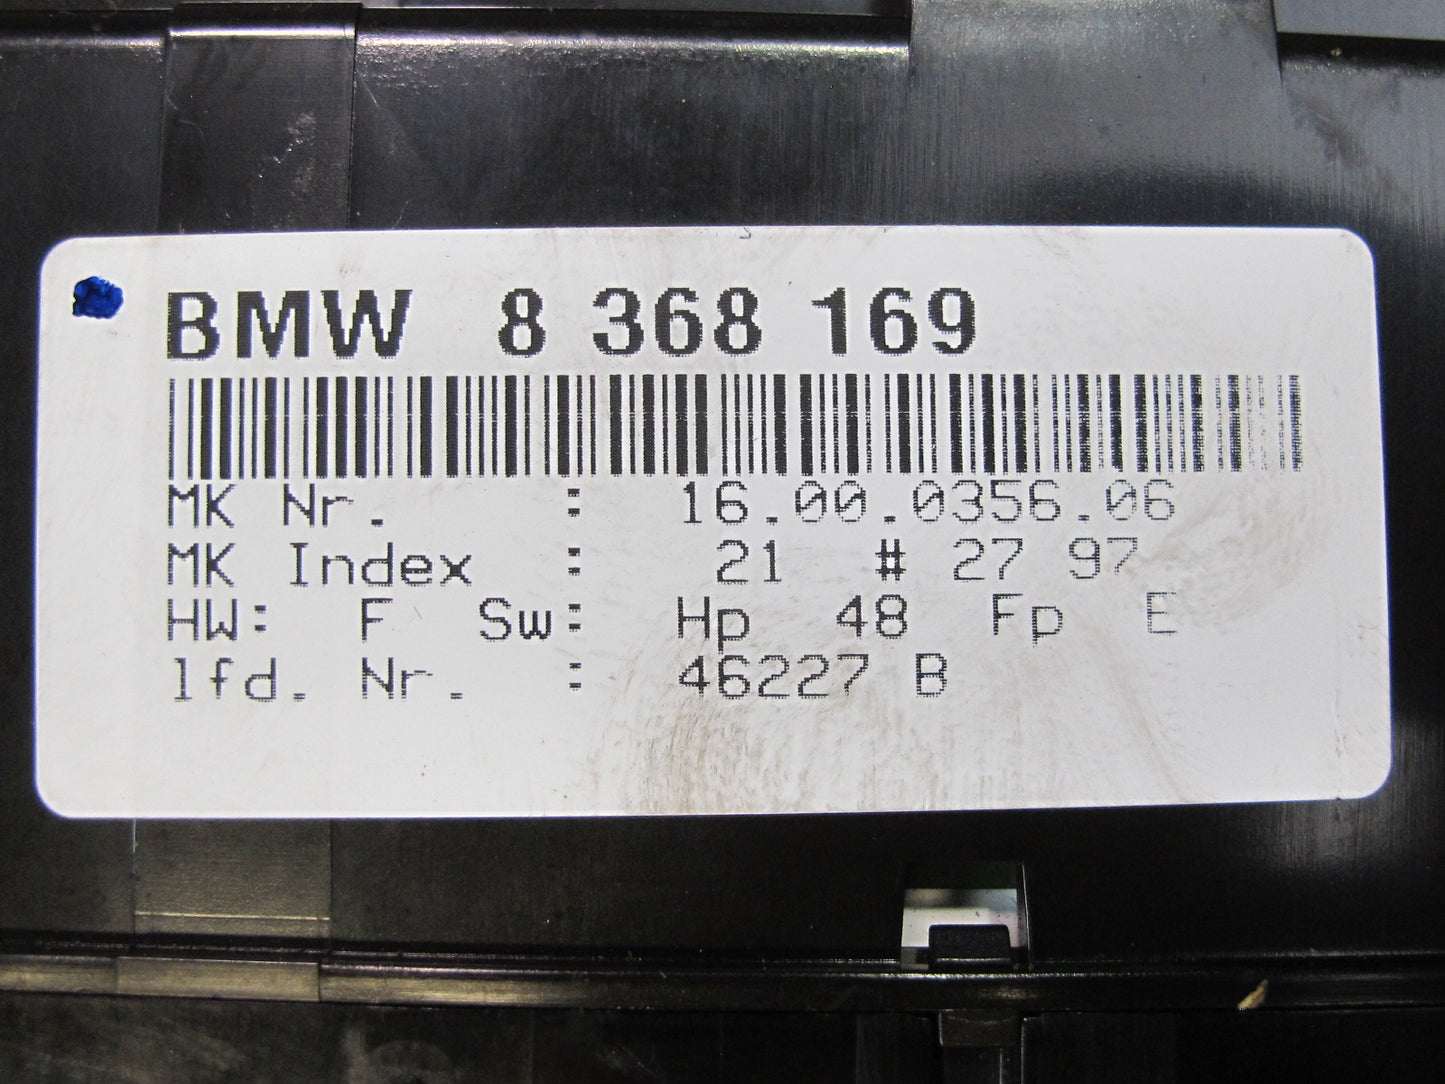 BMW 8 368 169
MK Nr. : 16.00.0356.06
MK Index : 21 # 27 97
HW: F Sw: Hp 48 Fp E
lfd. Nr. : 46227 B